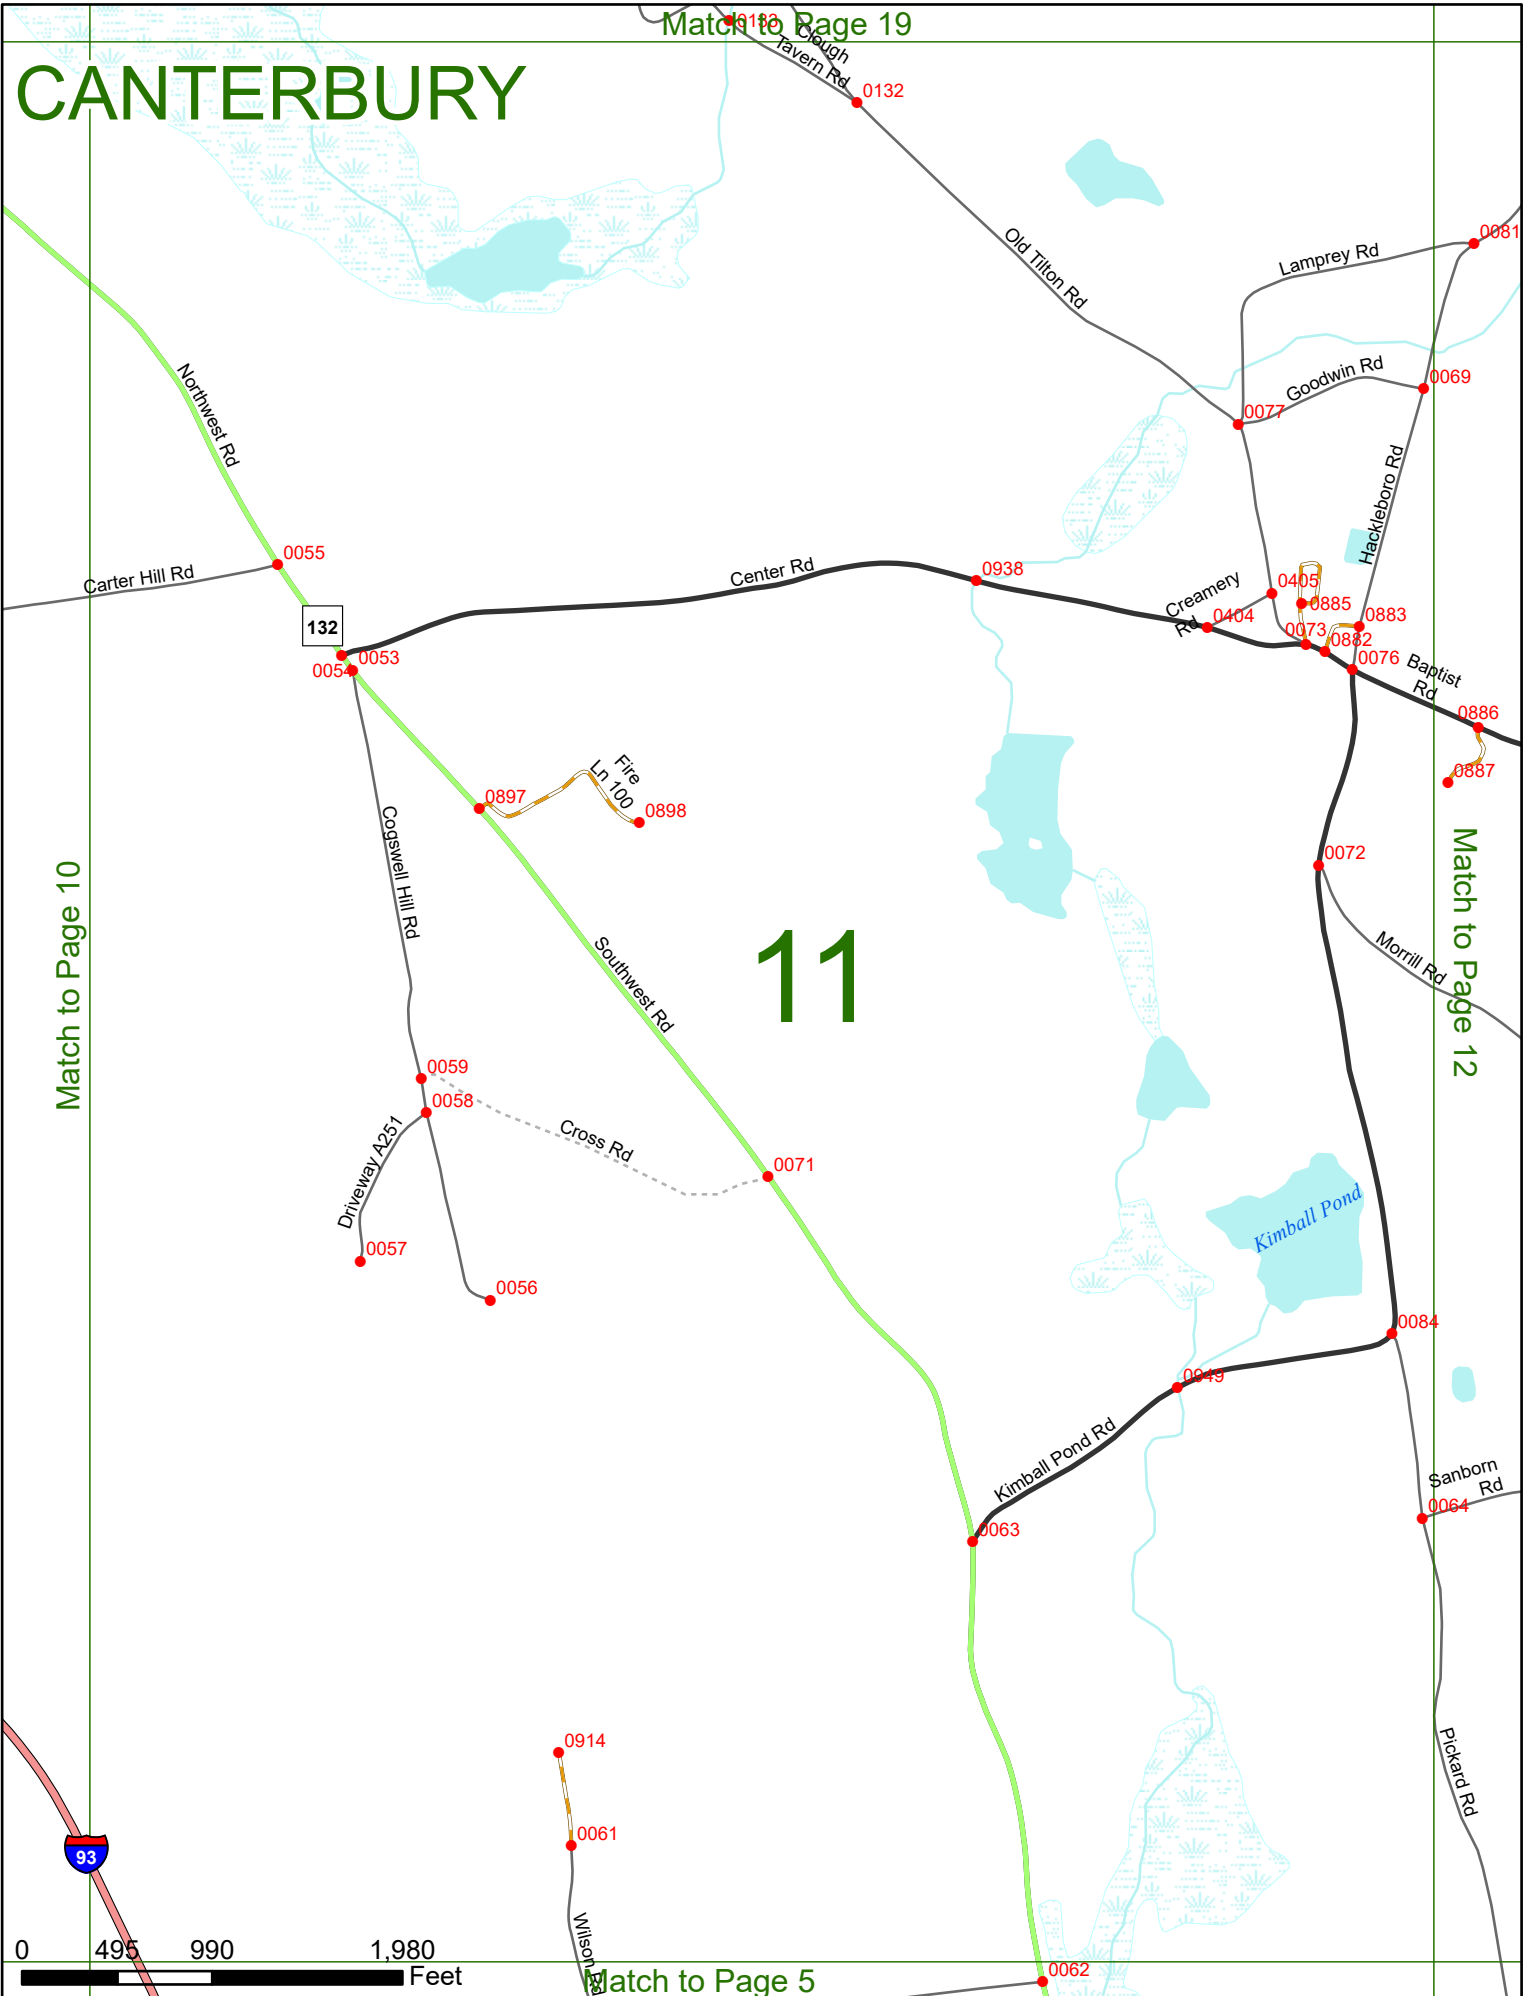 0133
Match to Page 19
CANTERBURY
Clough
Tavern Rd
0132
Old Tilton Rd
0081
Lamprey Rd
Northwest Rd
Goodwin Rd
0069
0077
Hackleboro Rd
0055
Carter Hill Rd
Center Rd
0938
Creamery
Rd
0405
0885
0404
0883
132
0073
0882
0053
0054
0076
Baptist
Rd
0886
Fire
Ln 100
0887
0897
0898
Cogswell Hill Rd
0072
Match to Page 10
Match to Page 12
11
Southwest Rd
Morrill Rd
0059
0058
Driveway A251
Cross Rd
0071
Kimball Pond
0057
0056
0084
0949
Kimball Pond Rd
Sanborn
Rd
0064
0063
0914
Pickard Rd
0061
93
Wilson Rd
0 495 990 1,980
Feet
0062
Match to Page 5